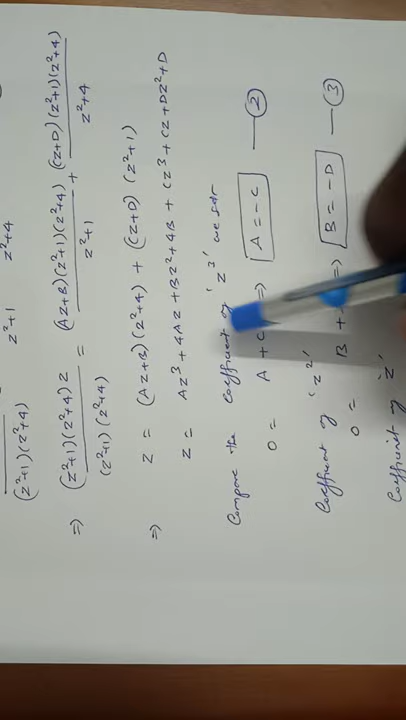 z²+1 z²+4
(z²+1)(z²+4)
⇒ (z²+1)(z²+4)z / (z²+1)(z²+4) = (Az+B)(z²+1)(z²+4) / z²+1 + (Cz+D)(z²+1)(z²+4) / z²+4
⇒ z = (Az+B)(z²+4) + (Cz+D)(z²+1)
z = Az³+4Az+Bz²+4B+Cz³+Cz+Dz²+D
Compare the Coefficient of 'z³' we get
0 = A + C ⇒ A = -C — ②
Coefficient of 'z²'
0 = B + ⇒ B = -D — ③
Coefficient of 'z'